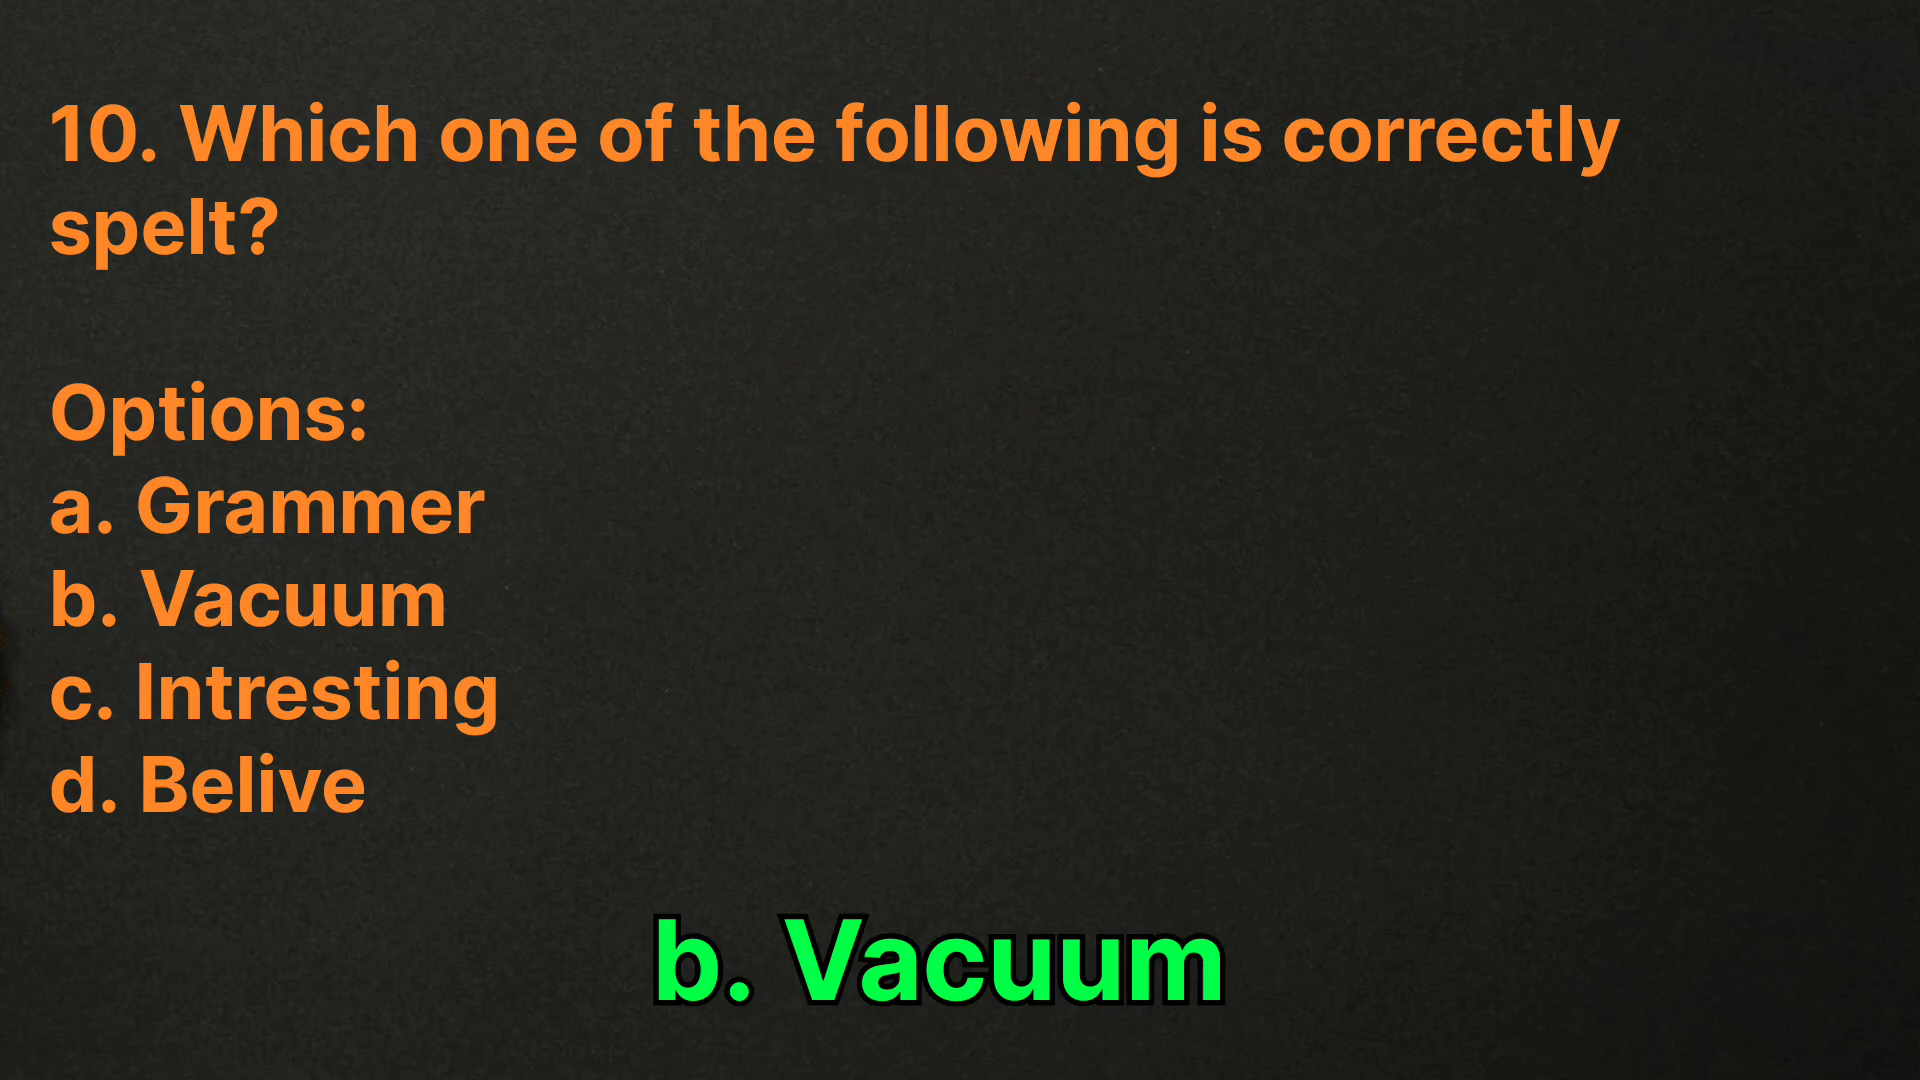 10. Which one of the following is correctly
spelt?
Options:
a. Grammer
b. Vacuum
c. Intresting
d. Belive
b. Vacuum